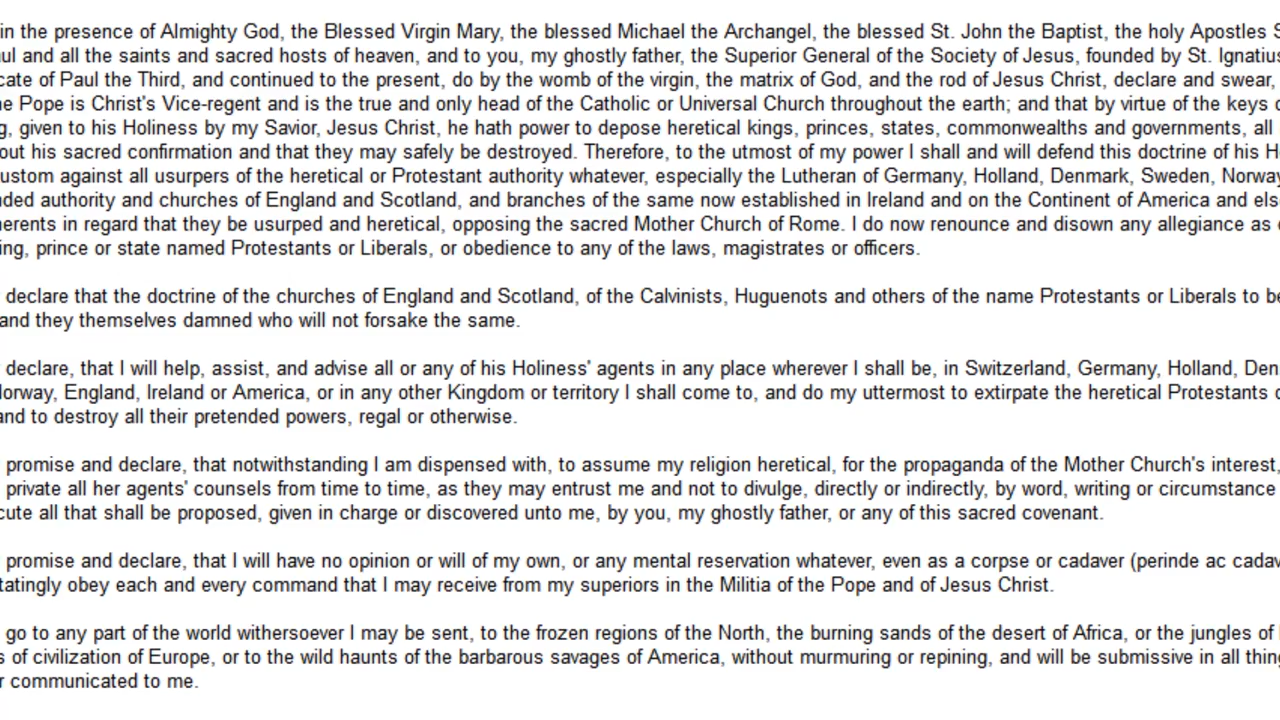 in the presence of Almighty God, the Blessed Virgin Mary, the blessed Michael the Archangel, the blessed St. John the Baptist, the holy Apostles
and all the saints and sacred hosts of heaven, and to you, my ghostly father, the Superior General of the Society of Jesus, founded by St. Ignatius
of Paul the Third, and continued to the present, do by the womb of the virgin, the matrix of God, and the rod of Jesus Christ, declare and swear,
Pope is Christ's Vice-regent and is the true and only head of the Catholic or Universal Church throughout the earth; and that by virtue of the keys
given to his Holiness by my Savior, Jesus Christ, he hath power to depose heretical kings, princes, states, commonwealths and governments, all
out his sacred confirmation and that they may safely be destroyed. Therefore, to the utmost of my power I shall and will defend this doctrine of his
ustom against all usurpers of the heretical or Protestant authority whatever, especially the Lutheran of Germany, Holland, Denmark, Sweden, Norway
ded authority and churches of England and Scotland, and branches of the same now established in Ireland and on the Continent of America and
herents in regard that they be usurped and heretical, opposing the sacred Mother Church of Rome. I do now renounce and disown any allegiance as
ing, prince or state named Protestants or Liberals, or obedience to any of the laws, magistrates or officers.
declare that the doctrine of the churches of England and Scotland, of the Calvinists, Huguenots and others of the name Protestants or Liberals to be
and they themselves damned who will not forsake the same.
declare, that I will help, assist, and advise all or any of his Holiness' agents in any place wherever I shall be, in Switzerland, Germany, Holland, Den
Norway, England, Ireland or America, or in any other Kingdom or territory I shall come to, and do my uttermost to extirpate the heretical Protestants
and to destroy all their pretended powers, regal or otherwise.
promise and declare, that notwithstanding I am dispensed with, to assume my religion heretical, for the propaganda of the Mother Church's interest,
private all her agents' counsels from time to time, as they may entrust me and not to divulge, directly or indirectly, by word, writing or circumstance
cute all that shall be proposed, given in charge or discovered unto me, by you, my ghostly father, or any of this sacred covenant.
promise and declare, that I will have no opinion or will of my own, or any mental reservation whatever, even as a corpse or cadaver (perinde ac cadav
tatingly obey each and every command that I may receive from my superiors in the Militia of the Pope and of Jesus Christ.
go to any part of the world withersoever I may be sent, to the frozen regions of the North, the burning sands of the desert of Africa, or the jungles of
s of civilization of Europe, or to the wild haunts of the barbarous savages of America, without murmuring or repining, and will be submissive in all thing
r communicated to me.